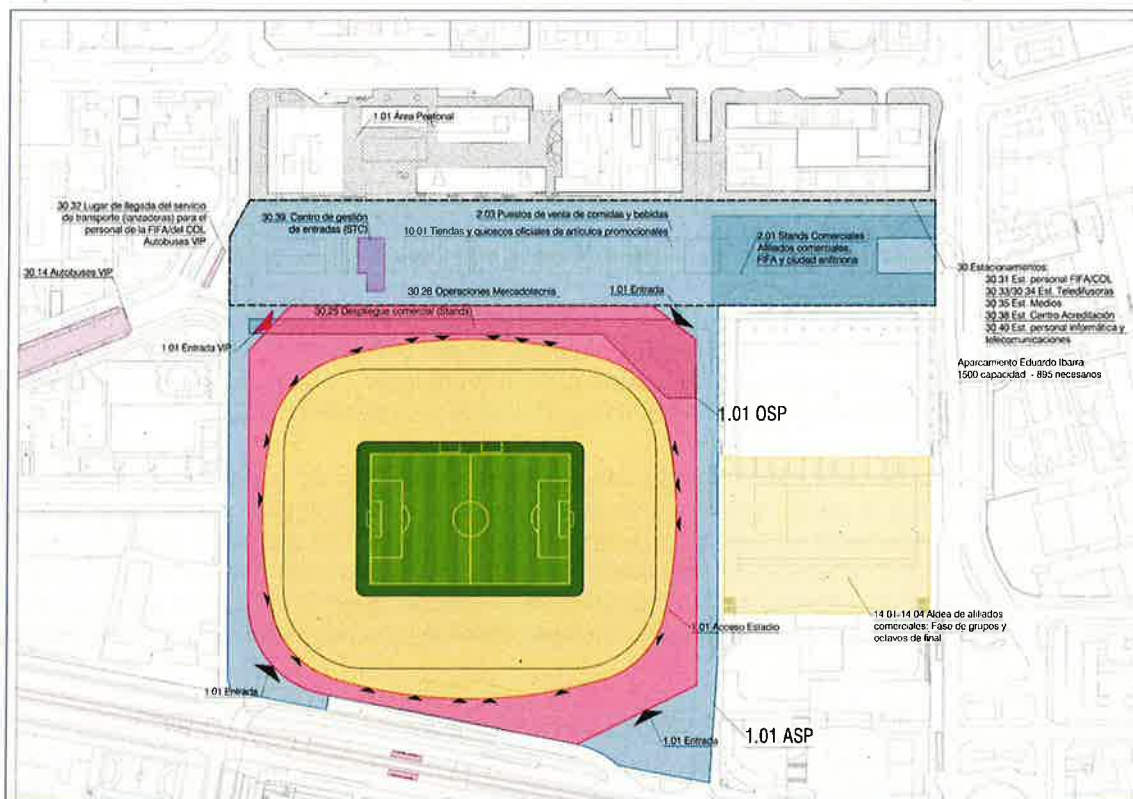 1.01 Área Peatonal
30.32 Lugar de llegada del servicio
de transporte (lanzaderas) para el
personal de la FIFA/del COL
Autobuses VIP
30.39. Centro de gestión
de entradas (STC)
2.03 Puestos de venta de comidas y bebidas
10.01 Tiendas y quioscos oficiales de artículos promocionales
2.01 Stands Comerciales :
Afiliados comerciales,
FIFA y ciudad anfitriona
30.14 Autobuses VIP
30 Estacionamientos:
30.31 Est. personal FIFA/COL
30.33/30.34 Est. Teledifusoras
30.35 Est. Medios
30.38 Est. Centro Acreditación
30.40 Est. personal informática y
telecomunicaciones
30.28 Operaciones Mercadotecnia
1.01 Entrada
30.29 Despliegue comercial (Stands)
1.01 Entrada VIP
Aparcamiento Eduardo Ibarra
1500 capacidad - 895 necesarios
1.01 OSP
14.01-14.04 Aldea de afiliados
comerciales: Fase de grupos y
octavos de final
1.01 Acceso Estadio
1.01 Entrada
1.01 Entrada
1.01 ASP